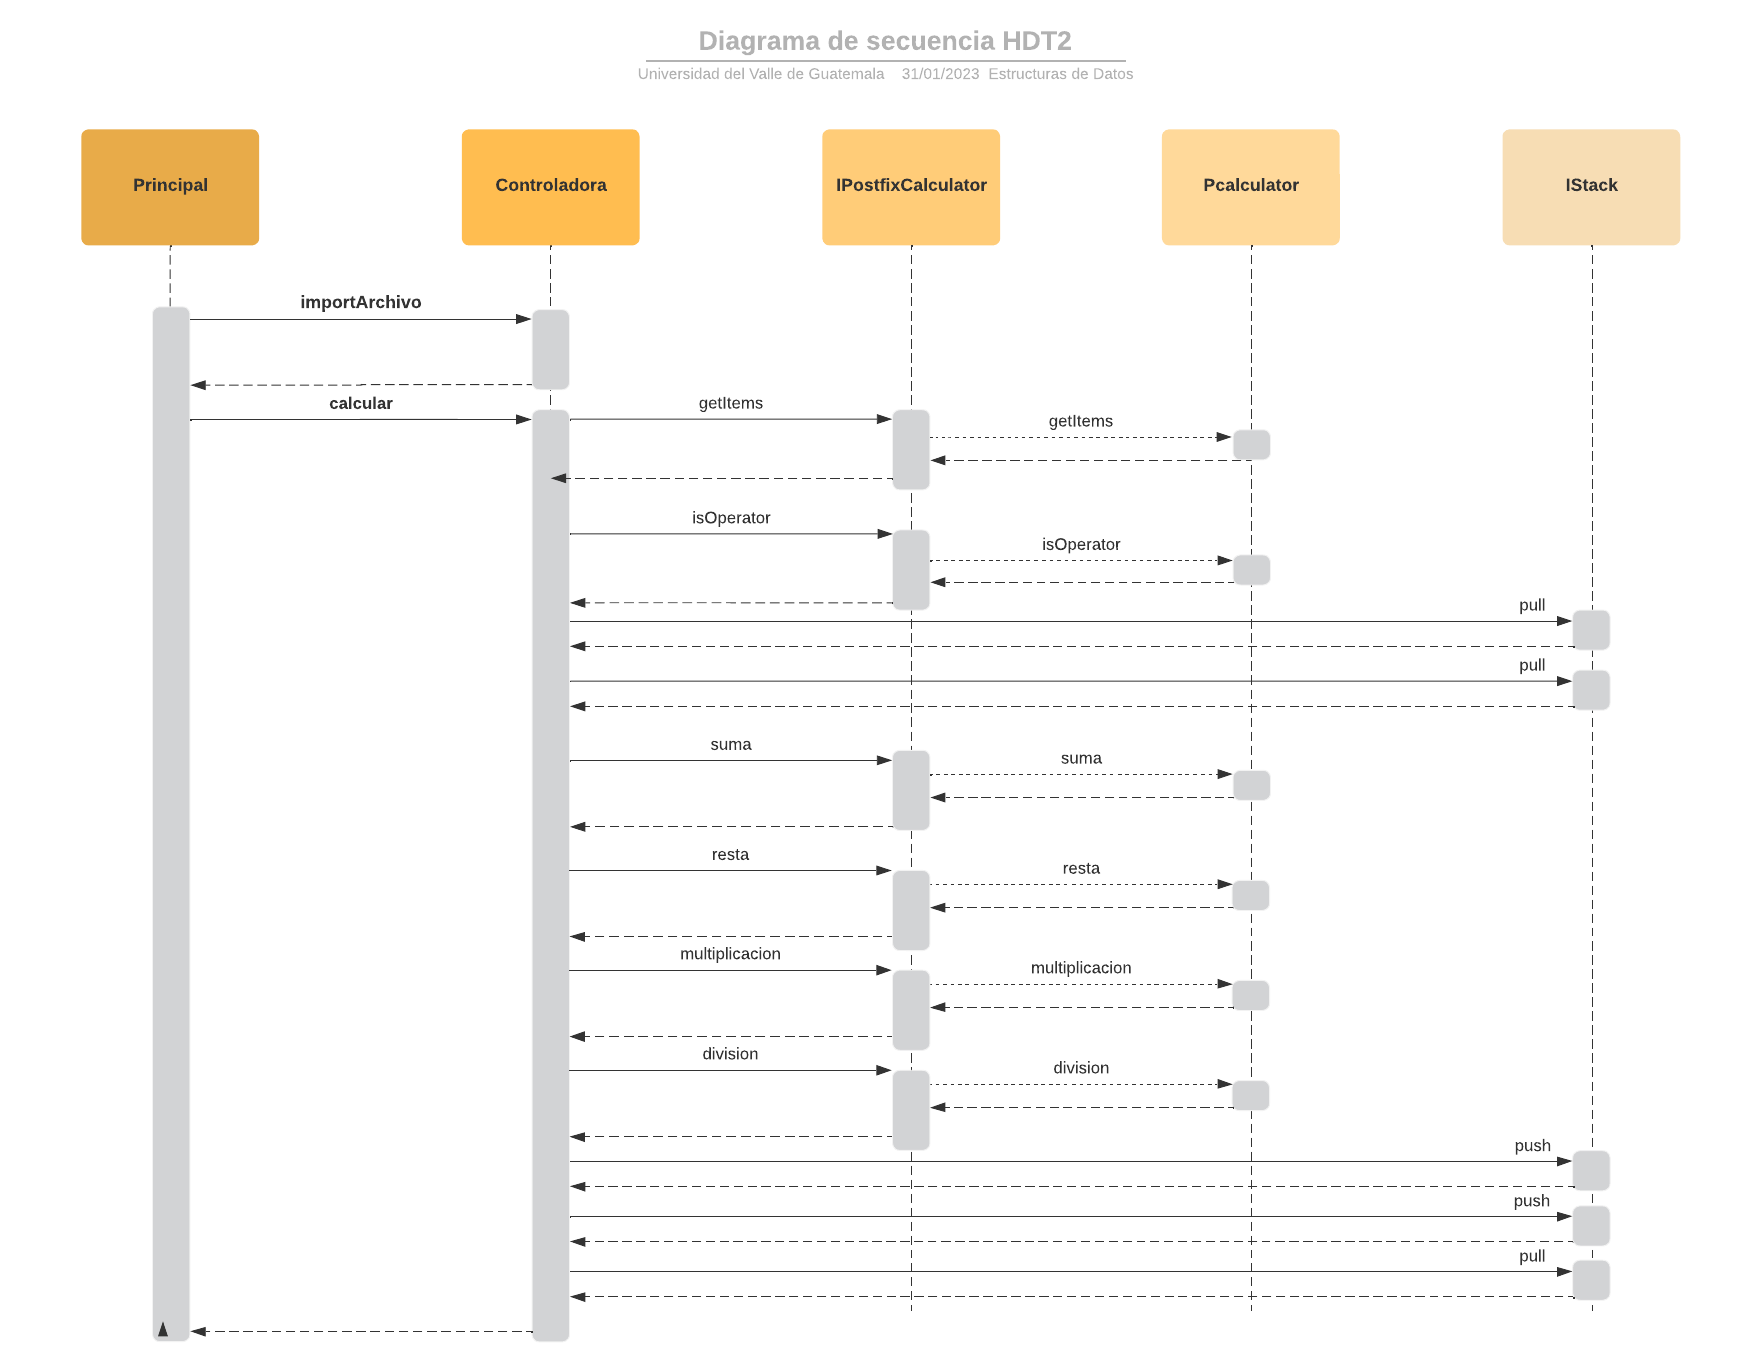 Diagrama de secuencia HDT2
Universidad del Valle de Guatemala    31/01/2023  Estructuras de Datos
Principal
Controladora
IPostfixCalculator
Pcalculator
IStack
importArchivo
calcular
getItems
getItems
isOperator
isOperator
pull
pull
suma
suma
resta
resta
multiplicacion
multiplicacion
division
division
push
push
pull